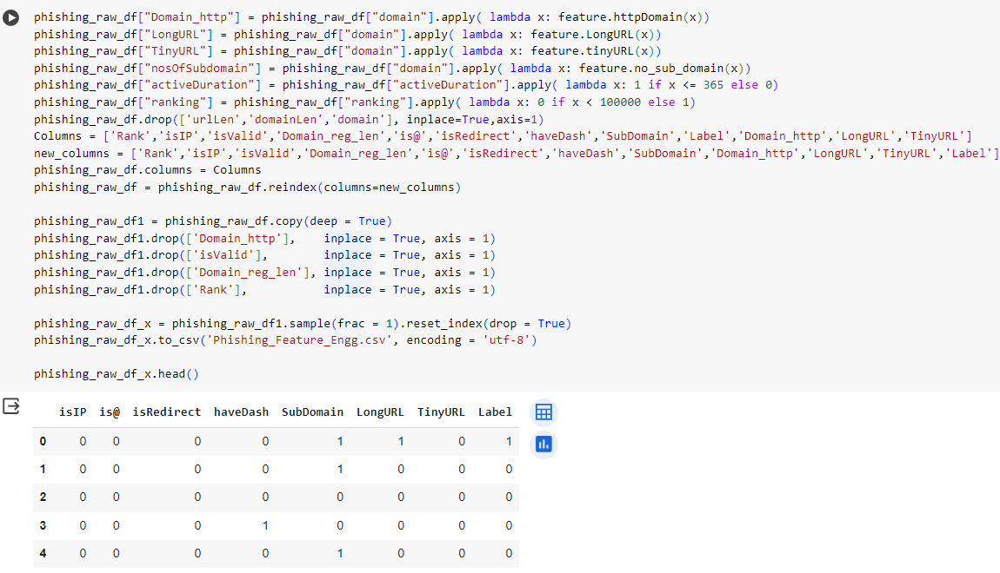 phishing_raw_df["Domain_http"] = phishing_raw_df["domain"].apply( lambda x: feature.httpDomain(x))
phishing_raw_df["LongURL"] = phishing_raw_df["domain"].apply( lambda x: feature.LongURL(x))
phishing_raw_df["TinyURL"] = phishing_raw_df["domain"].apply( lambda x: feature.tinyURL(x))
phishing_raw_df["nosOfSubdomain"] = phishing_raw_df["domain"].apply( lambda x: feature.no_sub_domain(x))
phishing_raw_df["activeDuration"] = phishing_raw_df["activeDuration"].apply( lambda x: 1 if x <= 365 else 0)
phishing_raw_df["ranking"] = phishing_raw_df["ranking"].apply( lambda x: 0 if x < 100000 else 1)
phishing_raw_df.drop(['urlLen','domainLen','domain'], inplace=True,axis=1)
Columns = ['Rank','isIP','isValid','Domain_reg_len','is@','isRedirect','haveDash','SubDomain','Label','Domain_http','LongURL','TinyURL']
new_columns = ['Rank','isIP','isValid','Domain_reg_len','is@','isRedirect','haveDash','SubDomain','Domain_http','LongURL','TinyURL','Label']
phishing_raw_df.columns = Columns
phishing_raw_df = phishing_raw_df.reindex(columns=new_columns)
phishing_raw_df1 = phishing_raw_df.copy(deep = True)
phishing_raw_df1.drop(['Domain_http'],    inplace = True, axis = 1)
phishing_raw_df1.drop(['isValid'],        inplace = True, axis = 1)
phishing_raw_df1.drop(['Domain_reg_len'], inplace = True, axis = 1)
phishing_raw_df1.drop(['Rank'],           inplace = True, axis = 1)
phishing_raw_df_x = phishing_raw_df1.sample(frac = 1).reset_index(drop = True)
phishing_raw_df_x.to_csv('Phishing_Feature_Engg.csv', encoding = 'utf-8')
phishing_raw_df_x.head()
isIP is@ isRedirect haveDash SubDomain LongURL TinyURL Label
0 0 0 0 0 1 1 0 1
1 0 0 0 0 1 0 0 0
2 0 0 0 0 0 0 0 0
3 0 0 0 1 0 0 0 0
4 0 0 0 0 1 0 0 0